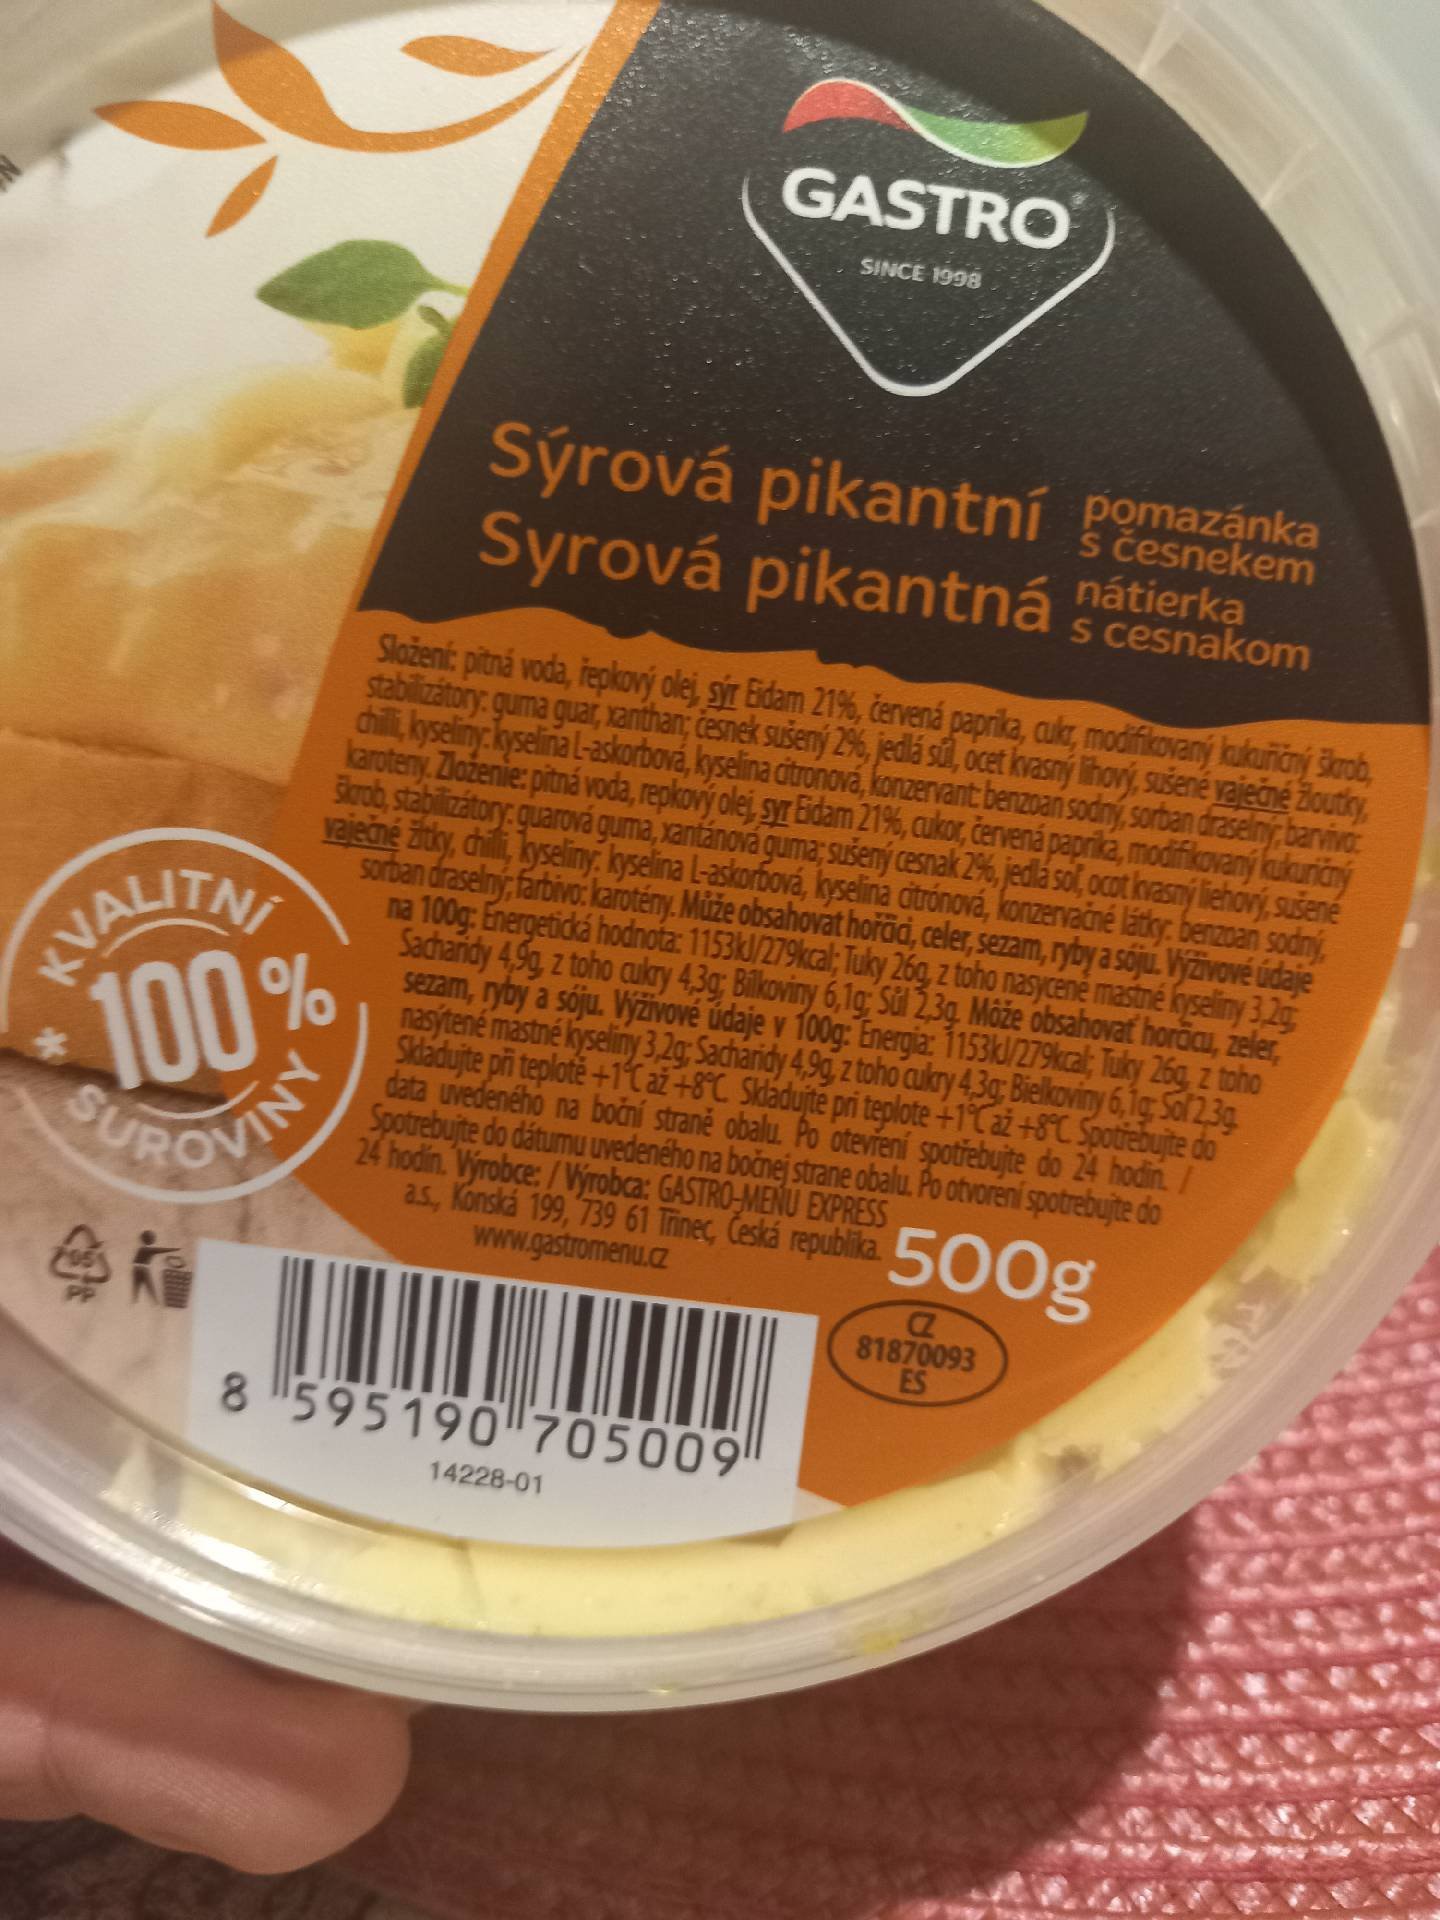 GASTRO
SINCE 1998
Sýrová pikantní pomazánka s česnekem
Syrová pikantná nátierka s cesnakom
Složení: pitná voda, řepkový olej, sýr Eidam 21%, červená paprika, cukr, modifikovaný kukuřičný škrob,
stabilizátory: guma guar, xanthan; česnek sušený 2%, jedlá sůl, ocet kvasný lihový, sušené vaječné žloutky,
chilli, kyseliny: kyselina L-askorbová, kyselina citronová, konzervant: benzoan sodný, sorban draselný; barvivo:
karoteny. Zloženie: pitná voda, repkový olej, syr Eidam 21%, cukor, červená paprika, modifikovaný kukuričný
škrob, stabilizátory: guarová guma, xantánová guma; sušený cesnak 2%, jedlá soľ, ocot kvasný liehový, sušené
vaječné žĺtky, chilli, kyseliny: kyselina L-askorbová, kyselina citrónová, konzervačné látky: benzoan sodný,
sorban draselný; farbivo: karotény. Může obsahovat hořčici, celer, sezam, ryby a sóju. Výživové údaje
na 100g: Energetická hodnota: 1153kJ/279kcal; Tuky 26g, z toho nasycené mastné kyseliny 3,2g;
Sacharidy 4,9g, z toho cukry 4,3g; Bílkoviny 6,1g; Sůl 2,3g. Môže obsahovať horčicu, zeler,
sezam, ryby a sóju. Výživové údaje v 100g: Energia: 1153kJ/279kcal; Tuky 26g, z toho
nasýtené mastné kyseliny 3,2g; Sacharidy 4,9g, z toho cukry 4,3g; Bielkoviny 6,1g; Soľ 2,3g.
Skladujte při teplotě +1°C až +8°C. Skladujte pri teplote +1°C až +8°C. Spotřebujte do
data uvedeného na boční straně obalu. Po otevření spotřebujte do 24 hodin. /
Spotrebujte do dátumu uvedeného na bočnej strane obalu. Po otvorení spotrebujte do
24 hodín. Výrobce: / Výrobca: GASTRO-MENU EXPRESS
a.s., Konská 199, 739 61 Třinec, Česká republika.
www.gastromenu.cz
500g
CZ
81870093
ES
KVALITNÍ
100%
SUROVINY *
05
PP
8 595190 705009
14228-01